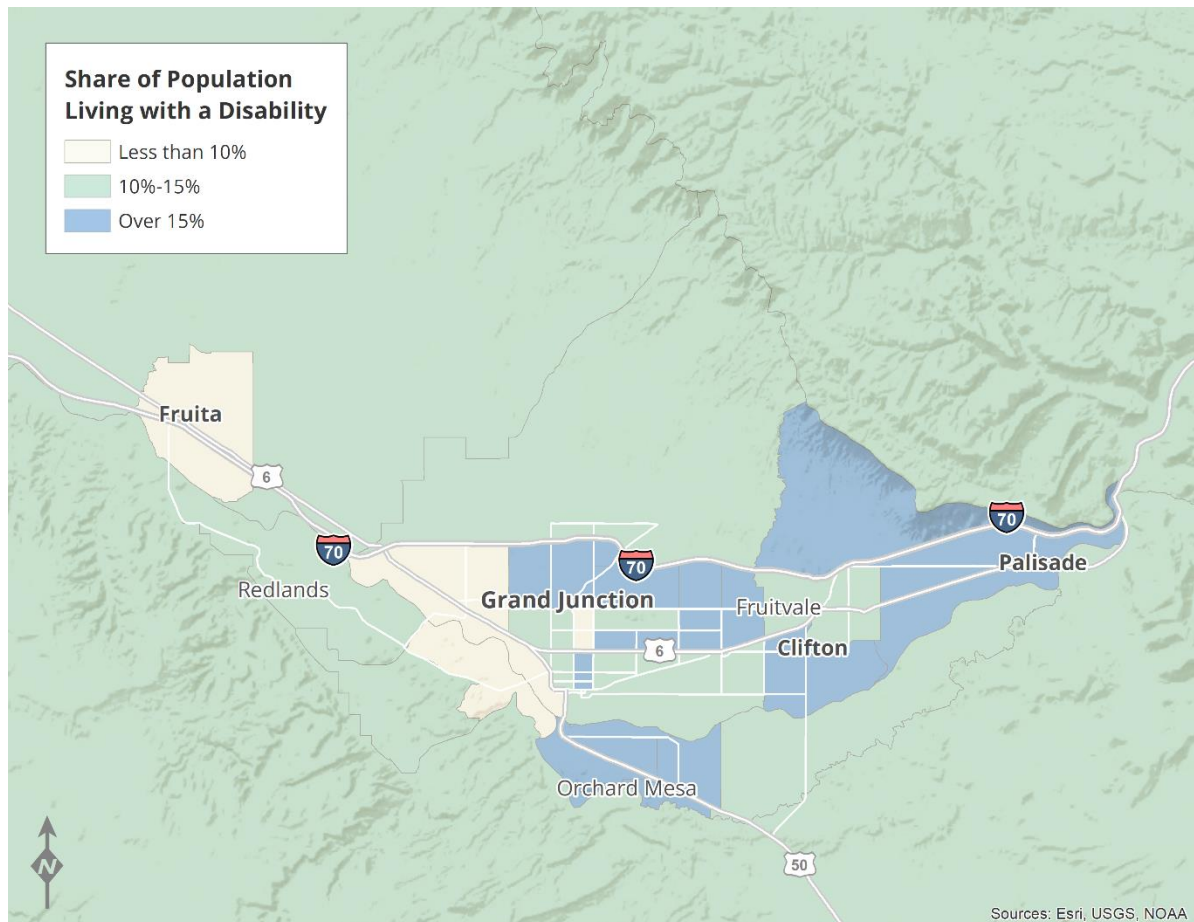 Share of Population
Living with a Disability
Less than 10%
10%-15%
Over 15%
Fruita
6
70
Redlands
70
Grand Junction
70
Palisade
Fruitvale
6
Clifton
Orchard Mesa
N
50
Sources: Esri, USGS, NOAA